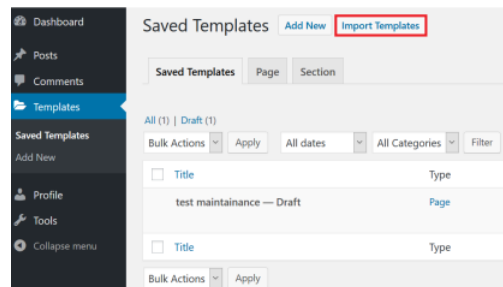 Dashboard
Posts
Comments
Templates
Saved Templates
Add New
Profile
Tools
Collapse menu
Saved Templates Add New Import Templates
Saved Templates Page Section
All (1) | Draft (1)
Bulk Actions Apply All dates All Categories Filter
Title Type
test maintainance — Draft Page
Title Type
Bulk Actions Apply